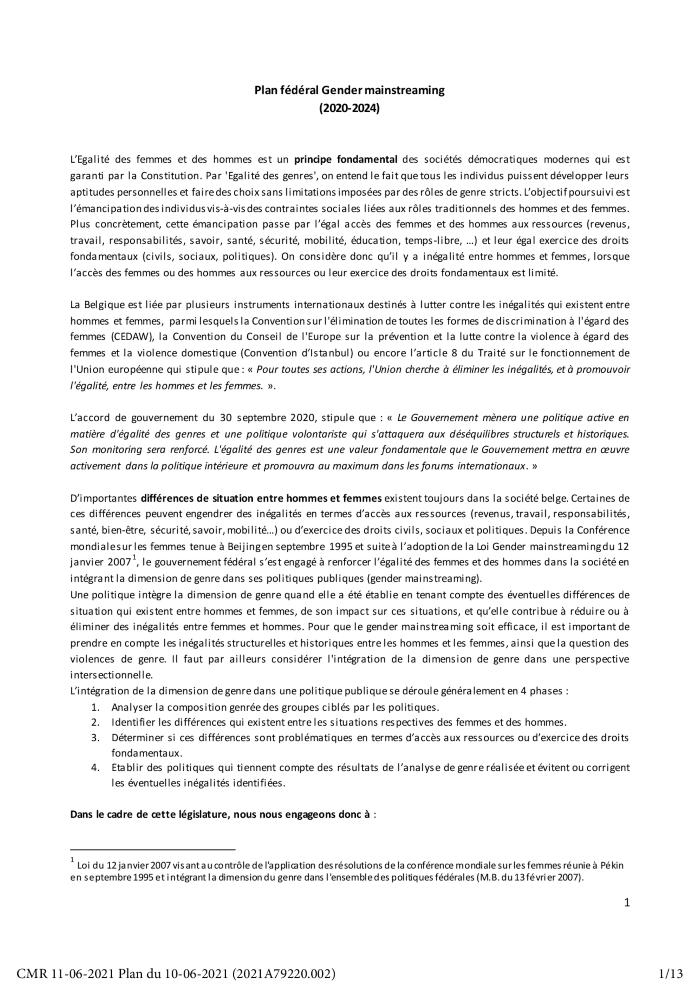 Plan fédéral Gender mainstreaming
(2020-2024)
L'Egalité des femmes et des hommes est un principe fondamental des sociétés démocratiques modernes qui est
garanti par la Constitution. Par 'Egalité des genres', on entend le fait que tous les individus puissent développer leurs
aptitudes personnelles et faire des choix sans limitations imposées par des rôles de genre stricts. L'objectif poursuivi est
l'émancipation des individus vis-à-vis des contraintes sociales liées aux rôles traditionnels des hommes et des femmes.
Plus concrètement, cette émancipation passe par l'égal accès des femmes et des hommes aux ressources (revenus,
travail, responsabilités, savoir, santé, sécurité, mobilité, éducation, temps-libre, …) et leur égal exercice des droits
fondamentaux (civils, sociaux, politiques). On considère donc qu'il y a inégalité entre hommes et femmes, lorsque
l'accès des femmes ou des hommes aux ressources ou leur exercice des droits fondamentaux est limité.
La Belgique est liée par plusieurs instruments internationaux destinés à lutter contre les inégalités qui existent entre
hommes et femmes, parmi lesquels la Convention sur l'élimination de toutes les formes de discrimination à l'égard des
femmes (CEDAW), la Convention du Conseil de l'Europe sur la prévention et la lutte contre la violence à égard des
femmes et la violence domestique (Convention d'Istanbul) ou encore l'article 8 du Traité sur le fonctionnement de
l'Union européenne qui stipule que : « Pour toutes ses actions, l'Union cherche à éliminer les inégalités, et à promouvoir
l'égalité, entre les hommes et les femmes. ».
L'accord de gouvernement du 30 septembre 2020, stipule que : « Le Gouvernement mènera une politique active en
matière d'égalité des genres et une politique volontariste qui s'attaquera aux déséquilibres structurels et historiques.
Son monitoring sera renforcé. L'égalité des genres est une valeur fondamentale que le Gouvernement mettra en œuvre
activement dans la politique intérieure et promouvra au maximum dans les forums internationaux. »
D'importantes différences de situation entre hommes et femmes existent toujours dans la société belge. Certaines de
ces différences peuvent engendrer des inégalités en termes d'accès aux ressources (revenus, travail, responsabilités,
santé, bien-être, sécurité, savoir, mobilité…) ou d'exercice des droits civils, sociaux et politiques. Depuis la Conférence
mondiale sur les femmes tenue à Beijing en septembre 1995 et suite à l'adoption de la Loi Gender mainstreaming du 12
janvier 2007¹, le gouvernement fédéral s'est engagé à renforcer l'égalité des femmes et des hommes dans la société en
intégrant la dimension de genre dans ses politiques publiques (gender mainstreaming).
Une politique intègre la dimension de genre quand elle a été établie en tenant compte des éventuelles différences de
situation qui existent entre hommes et femmes, de son impact sur ces situations, et qu'elle contribue à réduire ou à
éliminer des inégalités entre femmes et hommes. Pour que le gender mainstreaming soit efficace, il est important de
prendre en compte les inégalités structurelles et historiques entre les hommes et les femmes, ainsi que la question des
violences de genre. Il faut par ailleurs considérer l'intégration de la dimension de genre dans une perspective
intersectionnelle.
L'intégration de la dimension de genre dans une politique publique se déroule généralement en 4 phases :
1. Analyser la composition genrée des groupes ciblés par les politiques.
2. Identifier les différences qui existent entre les situations respectives des femmes et des hommes.
3. Déterminer si ces différences sont problématiques en termes d'accès aux ressources ou d'exercice des droits
fondamentaux.
4. Etablir des politiques qui tiennent compte des résultats de l'analyse de genre réalisée et évitent ou corrigent
les éventuelles inégalités identifiées.
Dans le cadre de cette législature, nous nous engageons donc à :
¹ Loi du 12 janvier 2007 visant au contrôle de l'application des résolutions de la conférence mondiale sur les femmes réunie à Pékin
en septembre 1995 et intégrant la dimension du genre dans l'ensemble des politiques fédérales (M.B. du 13 février 2007).
1
CMR 11-06-2021 Plan du 10-06-2021 (2021A79220.002) 1/13